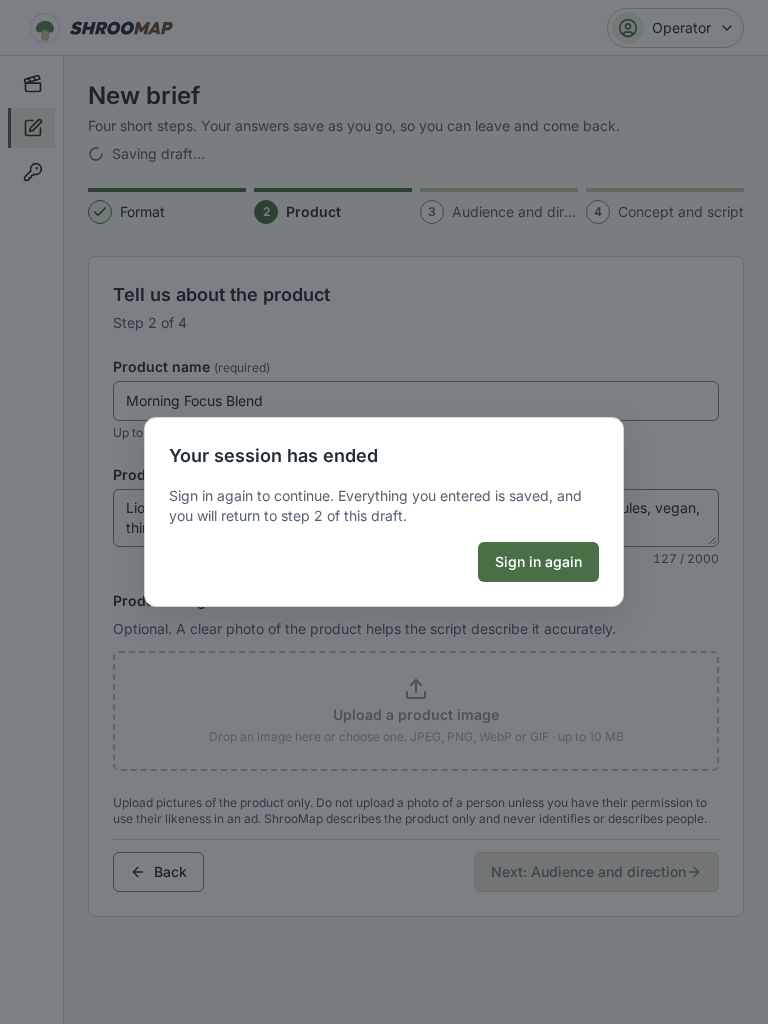 SHROOMAP
Operator
New brief
Four short steps. Your answers save as you go, so you can leave and come back.
Saving draft...
Format
2 Product
3 Audience and dir...
4 Concept and script
Tell us about the product
Step 2 of 4
Product name (required)
Morning Focus Blend
Up to
Your session has ended
Sign in again to continue. Everything you entered is saved, and
you will return to step 2 of this draft.
Sign in again
vegan,
127 / 2000
Optional. A clear photo of the product helps the script describe it accurately.
Upload a product image
Drop an image here or choose one. JPEG, PNG, WebP or GIF · up to 10 MB
Upload pictures of the product only. Do not upload a photo of a person unless you have their permission to
use their likeness in an ad. ShrooMap describes the product only and never identifies or describes people.
Back
Next: Audience and direction